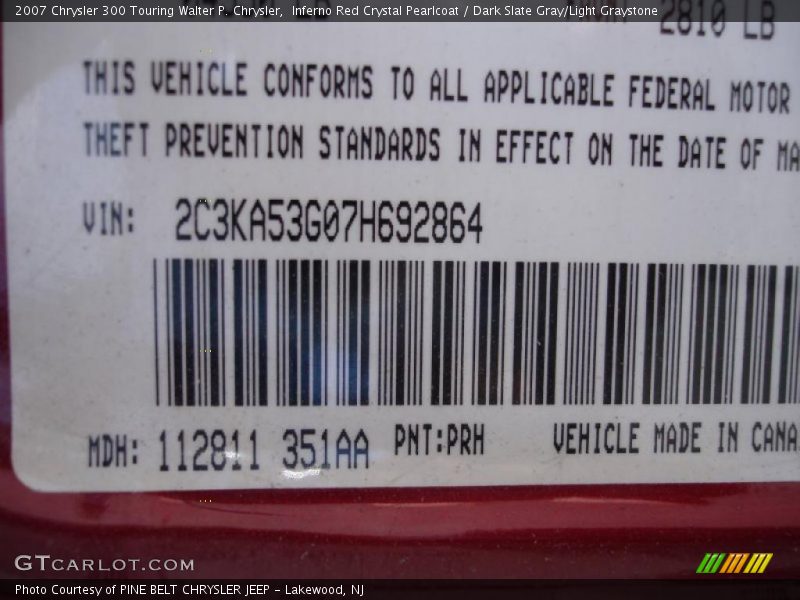 2007 Chrysler 300 Touring Walter P. Chrysler, Inferno Red Crystal Pearlcoat / Dark Slate Gray/Light Graystone
2810 LB
THIS VEHICLE CONFORMS TO ALL APPLICABLE FEDERAL MOTOR
THEFT PREVENTION STANDARDS IN EFFECT ON THE DATE OF MA
VIN: 2C3KA53G07H692864
MDH: 112811 351AA PNT:PRH VEHICLE MADE IN CANA
GTCARLOT.COM
Photo Courtesy of PINE BELT CHRYSLER JEEP - Lakewood, NJ